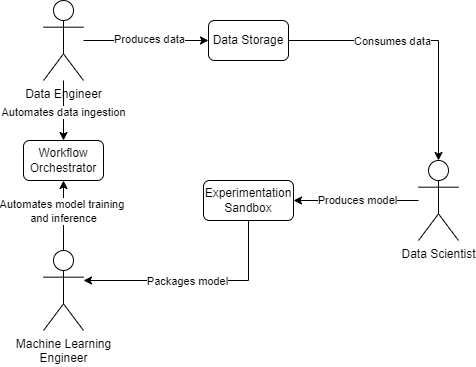 Produces data
Data Storage
Consumes data
Data Engineer
Automates data ingestion
Workflow
Orchestrator
Experimentation
Sandbox
Produces model
Automates model training
and inference
Data Scientist
Packages model
Machine Learning
Engineer